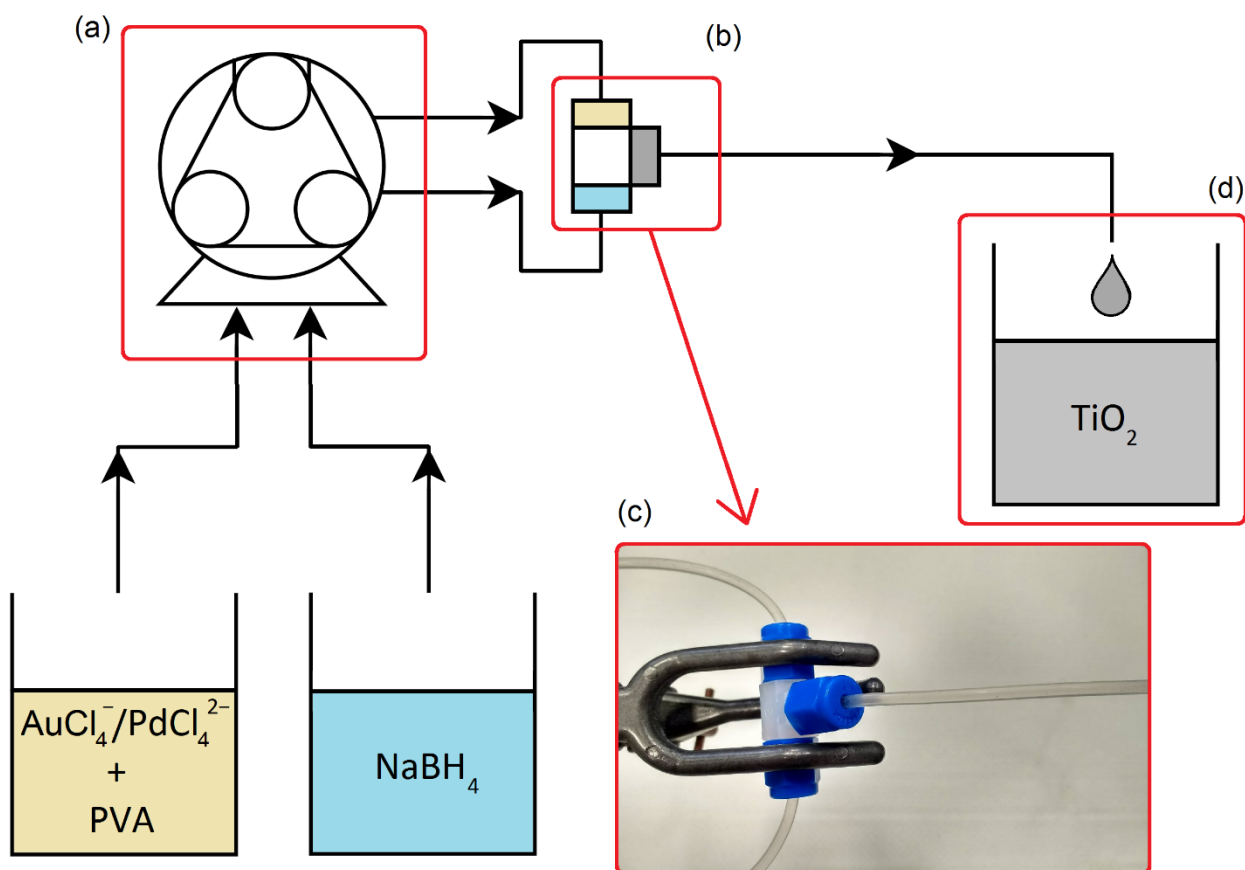 (a)
(b)
(d)
TiO₂
(c)
AuCl₄⁻/PdCl₄²⁻
+
PVA
NaBH₄